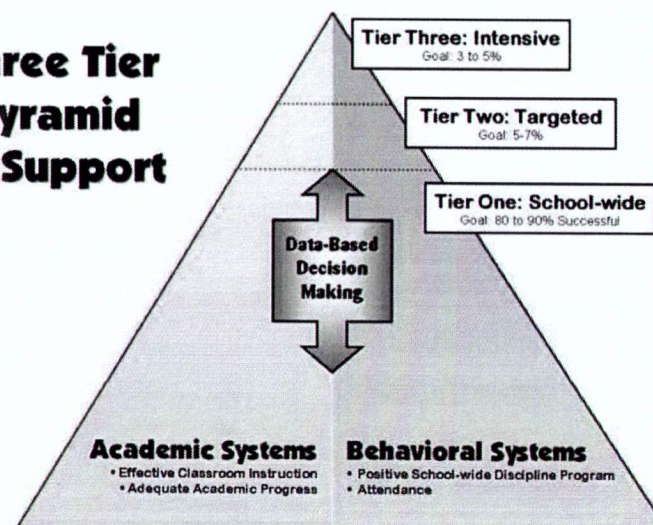 ree Tier
yramid
Support
Tier Three: Intensive
Goal: 3 to 5%
Tier Two: Targeted
Goal: 5-7%
Tier One: School-wide
Goal: 80 to 90% Successful
Data-Based
Decision
Making
Academic Systems
• Effective Classroom Instruction
• Adequate Academic Progress
Behavioral Systems
• Positive School-wide Discipline Program
• Attendance